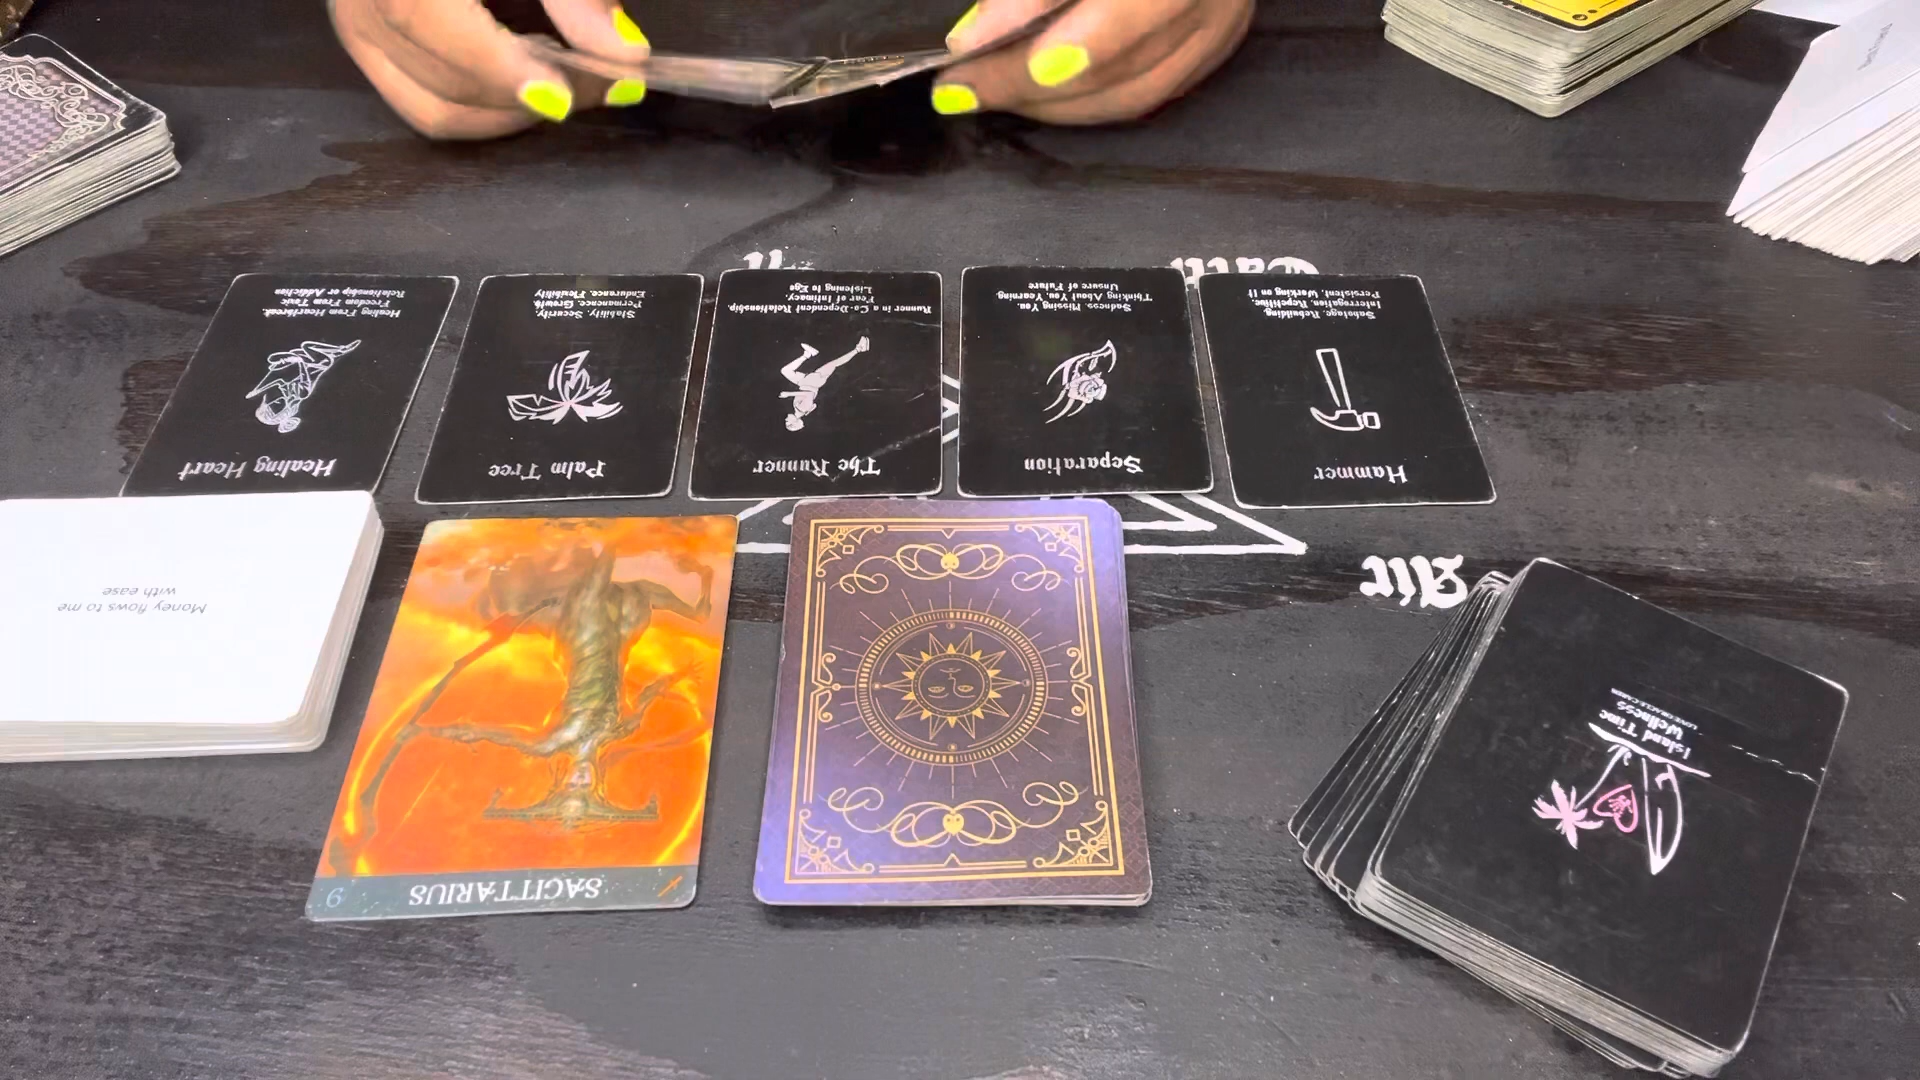 Healing From Heartbreak.
Freedom From Toxic
Relationship or Addiction
Healing Heart
Stability, Security,
Permanence, Growth,
Endurance, Flexibility
Palm Tree
Runner in a Co-Dependent Relationship,
Fear of Intimacy,
Listening to Ego
The Runner
Sadness, Missing You,
Thinking About You, Yearning,
Unsure of Future
Separation
Sabotage, Rebuilding,
Interrogation, Repetitive,
Persistent, Working on It
Hammer
Air
Money flows to me
with ease
SAGITTARIUS
9
Island Time
Wellness
LOVE ORACLE CARDS